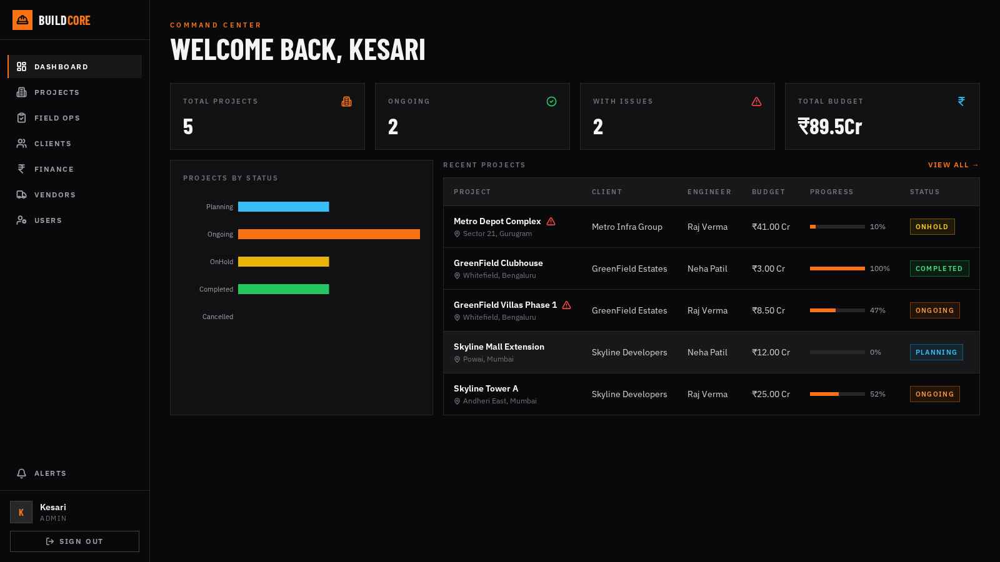 BUILDCORE
DASHBOARD
PROJECTS
FIELD OPS
CLIENTS
FINANCE
VENDORS
USERS
ALERTS
K
Kesari
ADMIN
SIGN OUT
COMMAND CENTER
WELCOME BACK, KESARI
TOTAL PROJECTS
5
ONGOING
2
WITH ISSUES
2
TOTAL BUDGET
₹89.5Cr
PROJECTS BY STATUS
Planning
Ongoing
OnHold
Completed
Cancelled
RECENT PROJECTS VIEW ALL →
PROJECT CLIENT ENGINEER BUDGET PROGRESS STATUS
Metro Depot Complex
Sector 21, Gurugram
Metro Infra Group Raj Verma ₹41.00 Cr 10% ONHOLD
GreenField Clubhouse
Whitefield, Bengaluru
GreenField Estates Neha Patil ₹3.00 Cr 100% COMPLETED
GreenField Villas Phase 1
Whitefield, Bengaluru
GreenField Estates Raj Verma ₹8.50 Cr 47% ONGOING
Skyline Mall Extension
Powai, Mumbai
Skyline Developers Neha Patil ₹12.00 Cr 0% PLANNING
Skyline Tower A
Andheri East, Mumbai
Skyline Developers Raj Verma ₹25.00 Cr 52% ONGOING